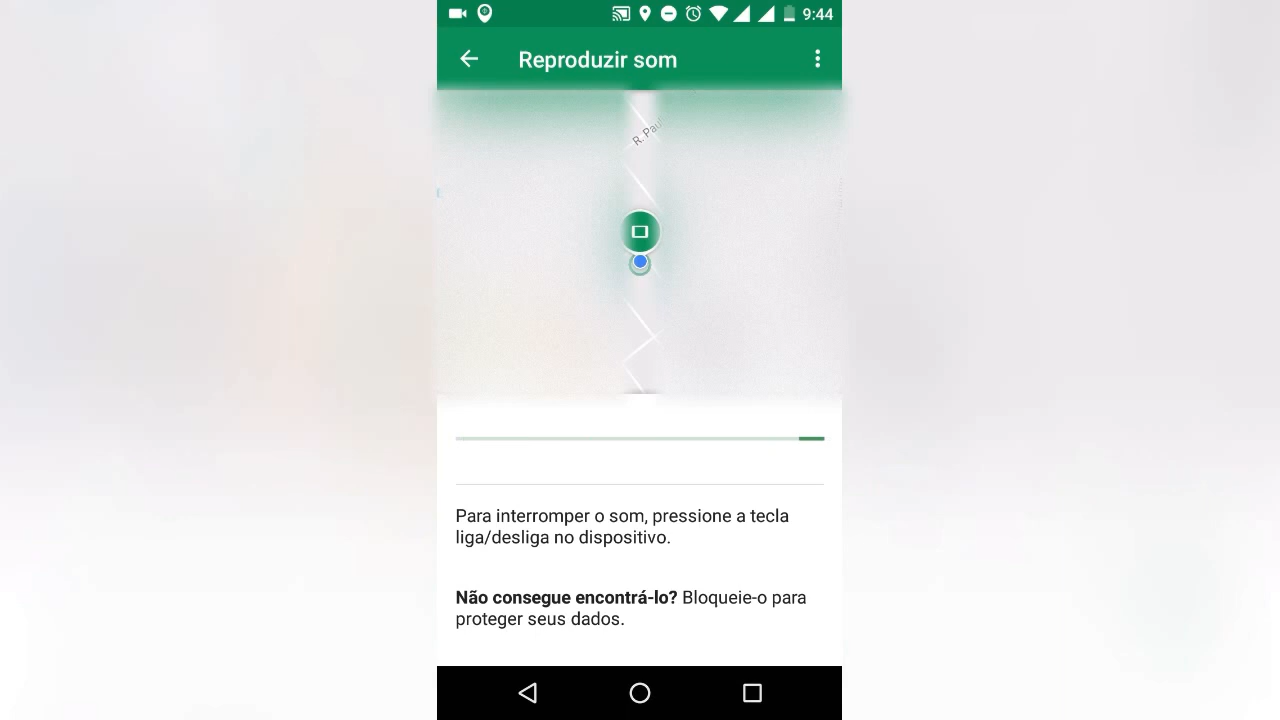 9:44
Reproduzir som
R. Pau
Para interromper o som, pressione a tecla
liga/desliga no dispositivo.
Não consegue encontrá-lo? Bloqueie-o para
proteger seus dados.